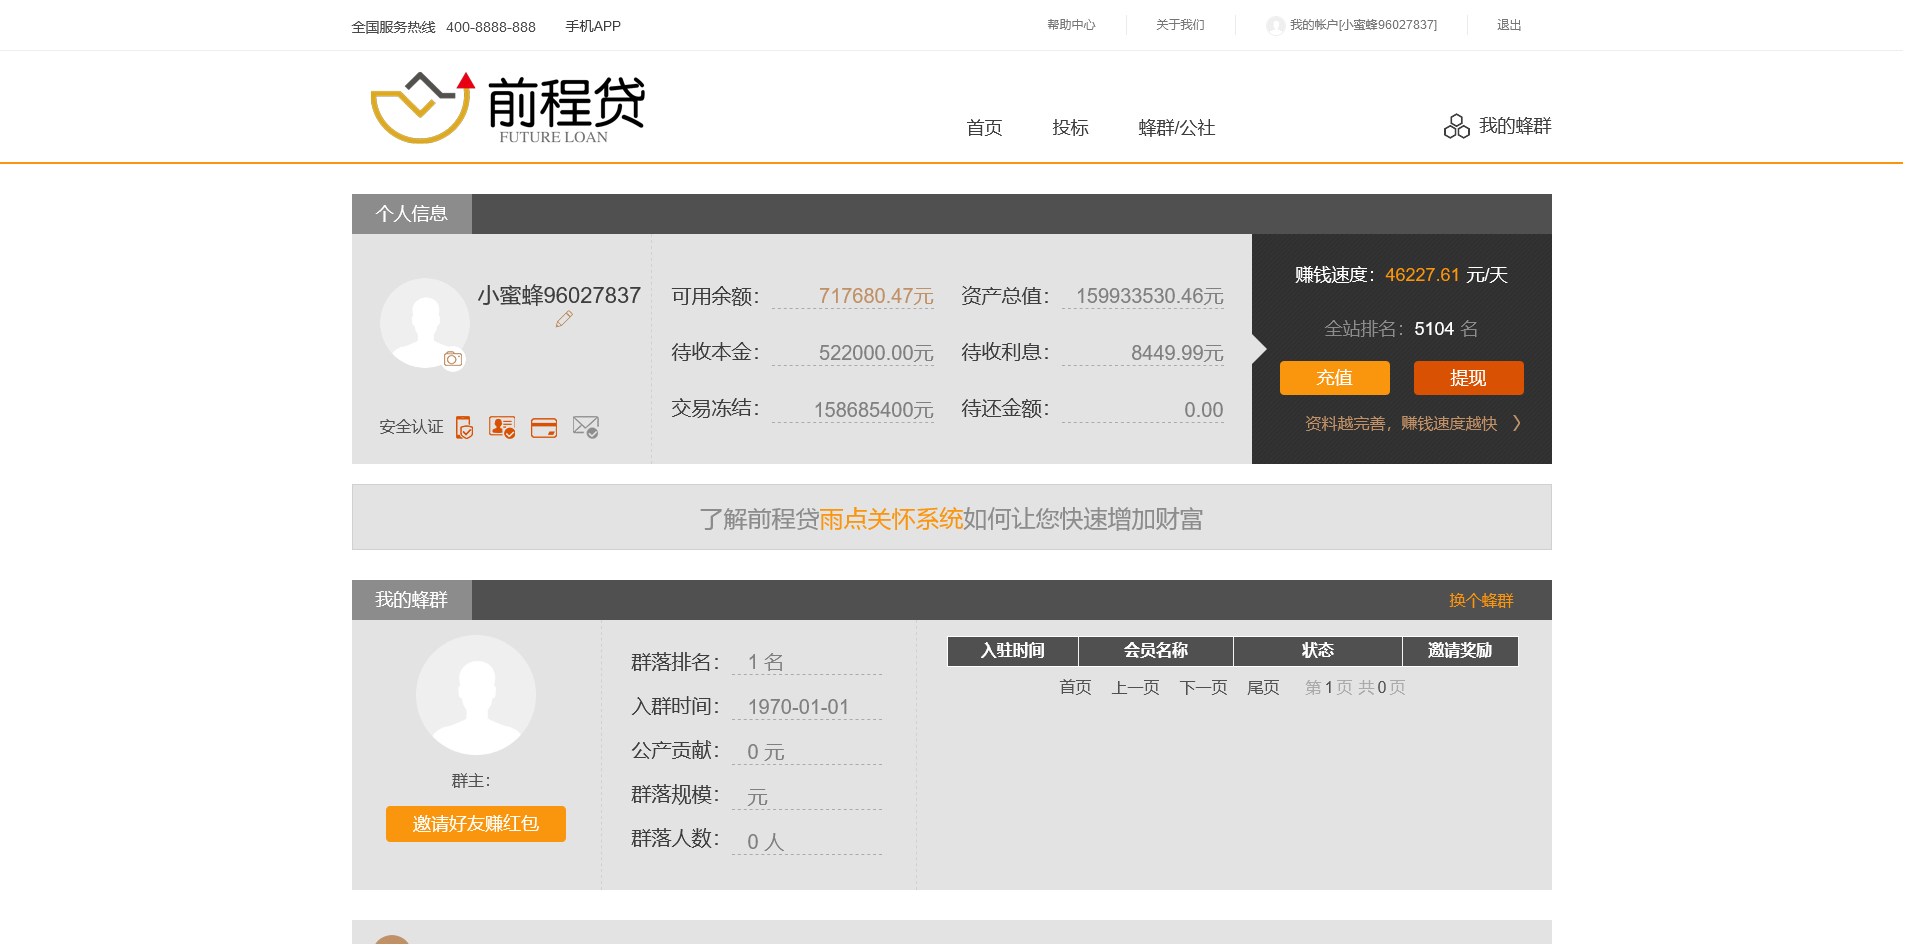 全国服务热线 400-8888-888 手机APP 帮助中心 关于我们 我的帐户[小蜜蜂96027837] 退出
前程贷
FUTURE LOAN
首页 投标 蜂群/公社 我的蜂群
个人信息
小蜜蜂96027837
安全认证
可用余额： 717680.47元 资产总值： 159933530.46元
待收本金： 522000.00元 待收利息： 8449.99元
交易冻结： 158685400元 待还金额： 0.00
赚钱速度：46227.61 元/天
全站排名：5104 名
充值 提现
资料越完善，赚钱速度越快 》
了解前程贷雨点关怀系统如何让您快速增加财富
我的蜂群 换个蜂群
群主：
邀请好友赚红包
群落排名： 1 名
入群时间： 1970-01-01
公产贡献： 0 元
群落规模： 元
群落人数： 0 人
入驻时间 会员名称 状态 邀请奖励
首页 上一页 下一页 尾页 第1页 共0页